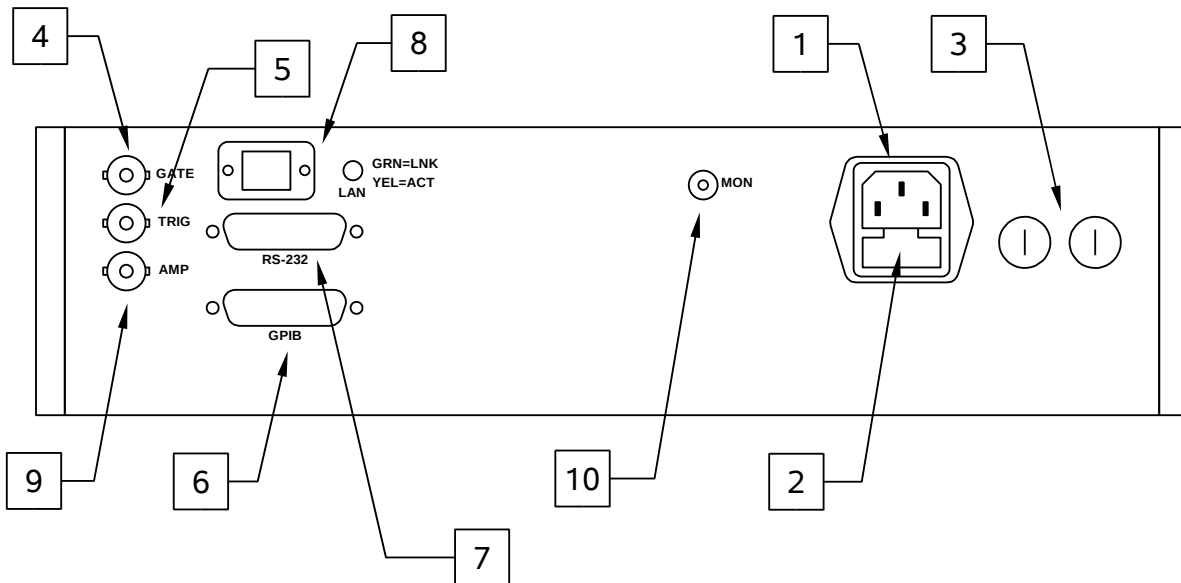 4
5
8
1
3
GATE
GRN=LNK
YEL=ACT
LAN
MON
TRIG
RS-232
AMP
GPIB
9
6
10
2
7